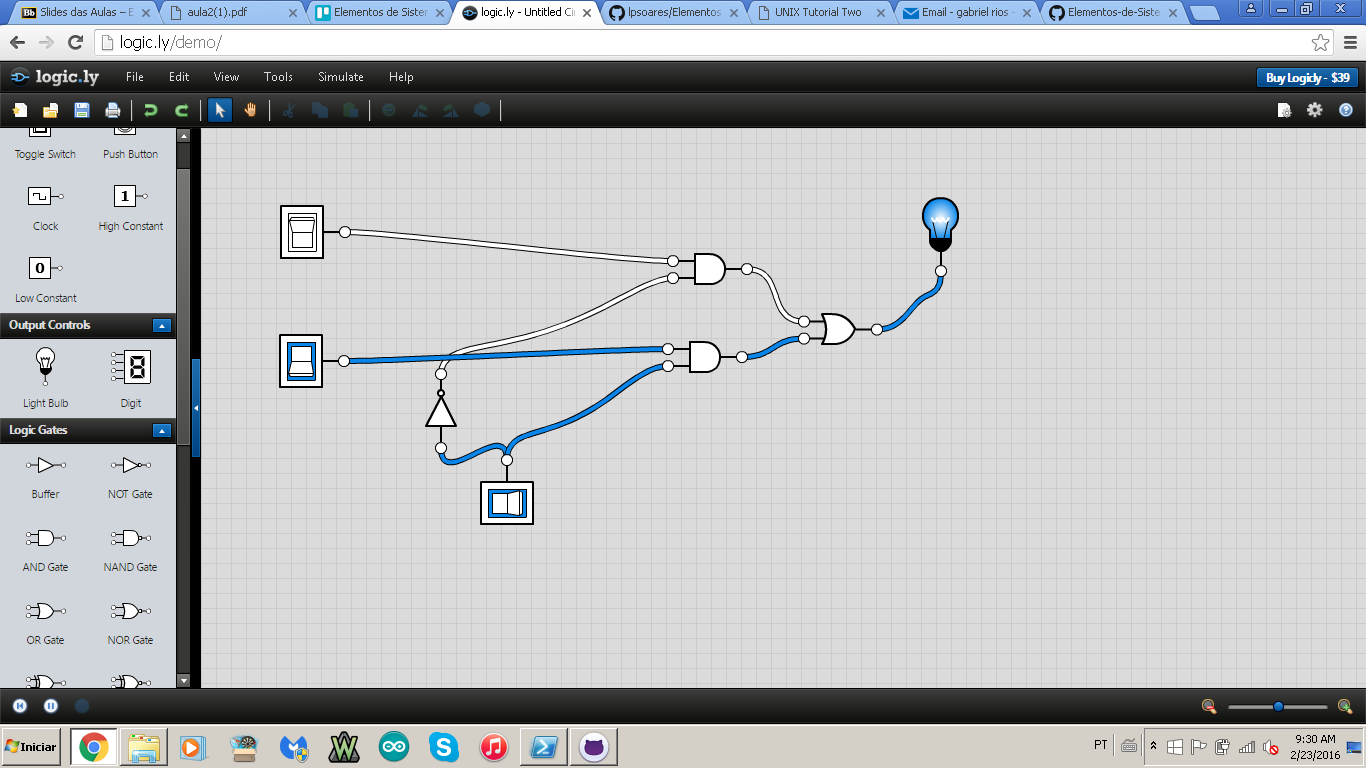 Slides das Aulas – E
aula2(1).pdf
Elementos de Sister
logic.ly - Untitled Ci
lpsoares/Elementos
UNIX Tutorial Two
Email - gabriel rios -
Elementos-de-Siste
logic.ly/demo/
logic.ly
File
Edit
View
Tools
Simulate
Help
Buy Logicly - $39
Toggle Switch
Push Button
1
Clock
High Constant
0
Low Constant
Output Controls
8
Light Bulb
Digit
Logic Gates
Buffer
NOT Gate
AND Gate
NAND Gate
OR Gate
NOR Gate
Iniciar
PT
9:30 AM
2/23/2016